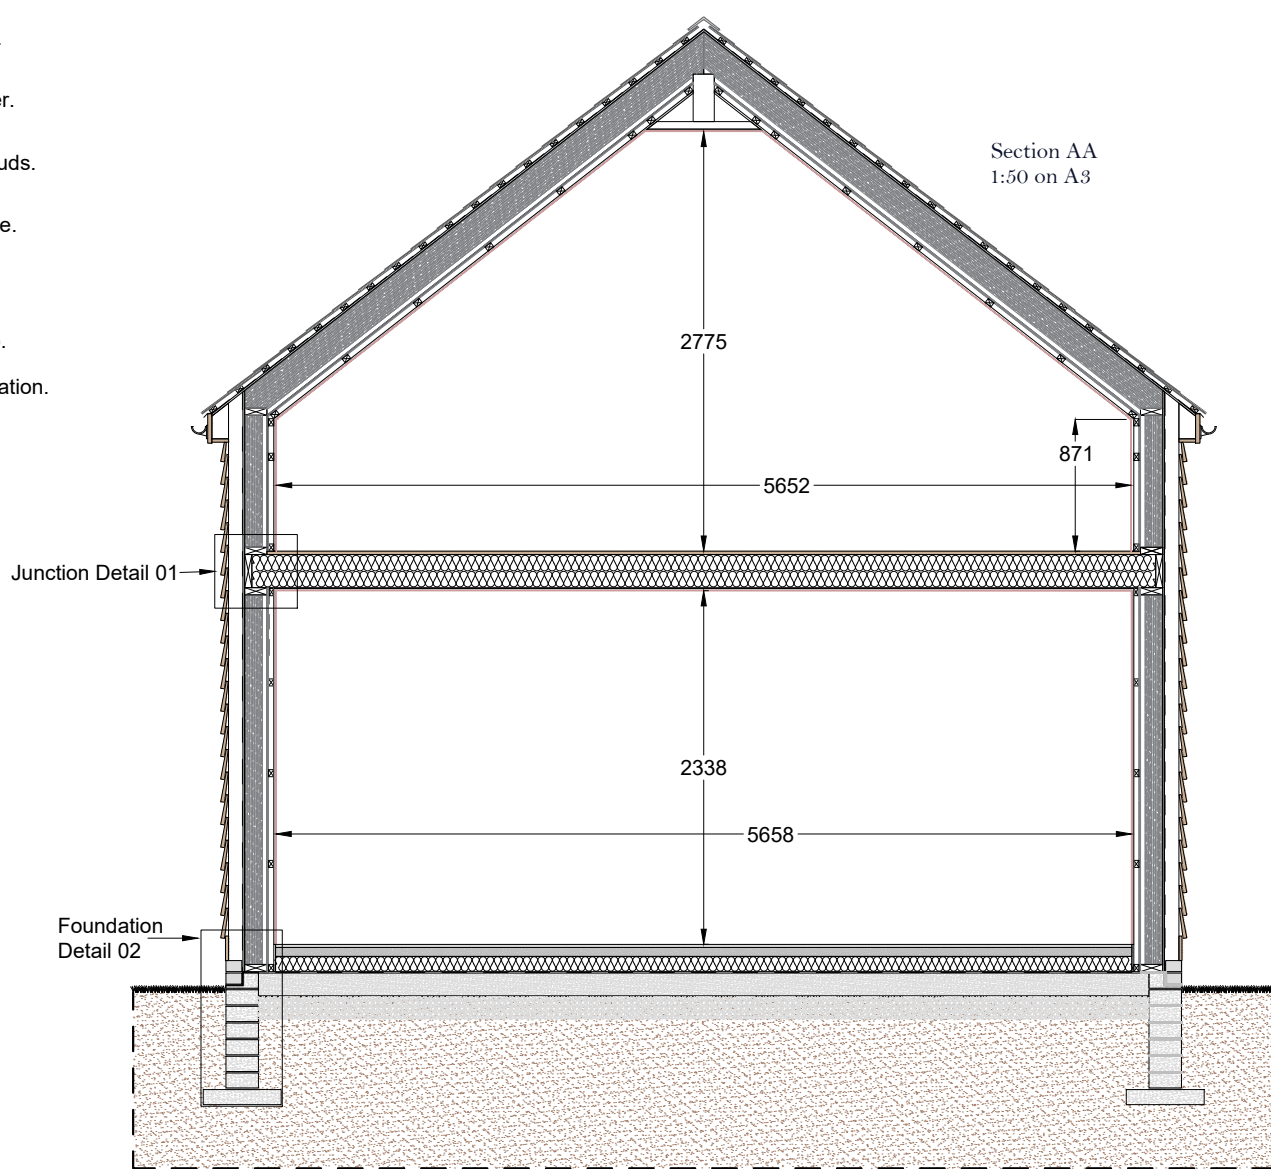 er.
uds.
e.
ation.
Section AA
1:50 on A3
2775
871
5652
Junction Detail 01
2338
5658
Foundation
Detail 02